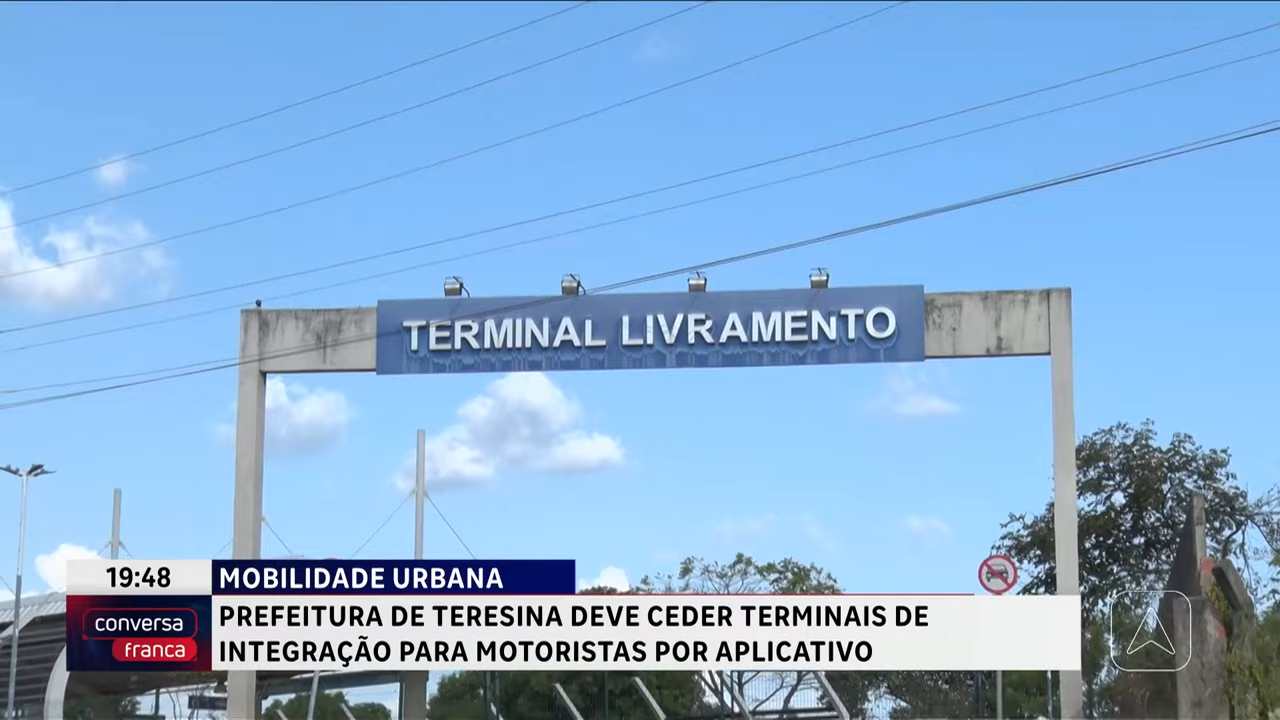 TERMINAL LIVRAMENTO
19:48
MOBILIDADE URBANA
conversa
franca
PREFEITURA DE TERESINA DEVE CEDER TERMINAIS DE
INTEGRAÇÃO PARA MOTORISTAS POR APLICATIVO